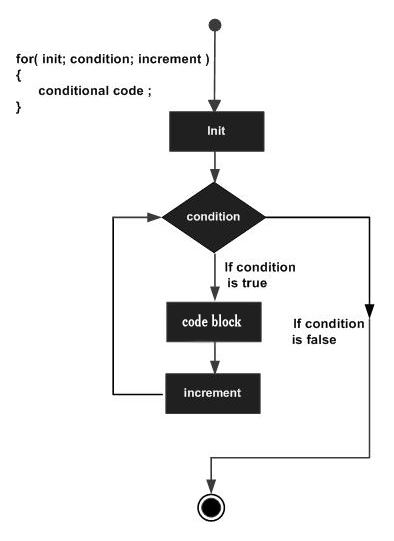 for( init; condition; increment )
{
conditional code ;
}
Init
condition
If condition
is true
code block
If condition
is false
increment